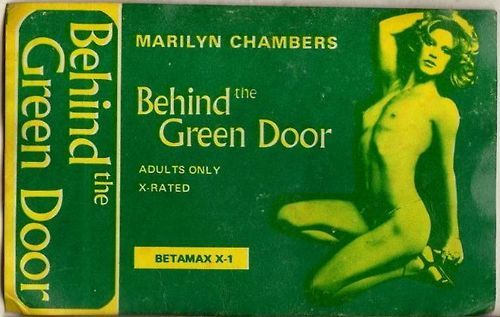 Behind the
Green Door
MARILYN CHAMBERS
Behind the
Green Door
ADULTS ONLY
X-RATED
BETAMAX X-1